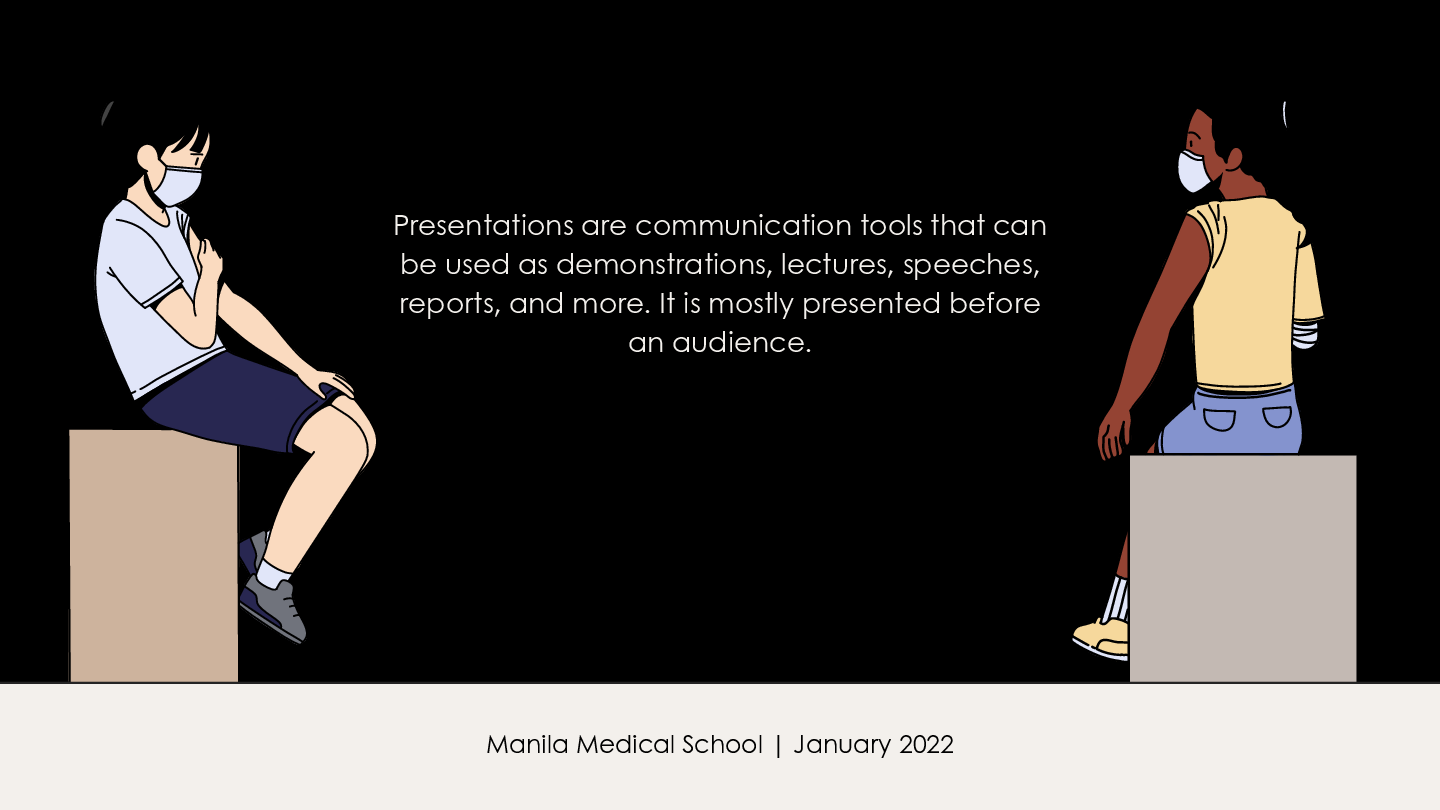 Presentations are communication tools that can
be used as demonstrations, lectures, speeches,
reports, and more. It is mostly presented before
an audience.
Manila Medical School | January 2022